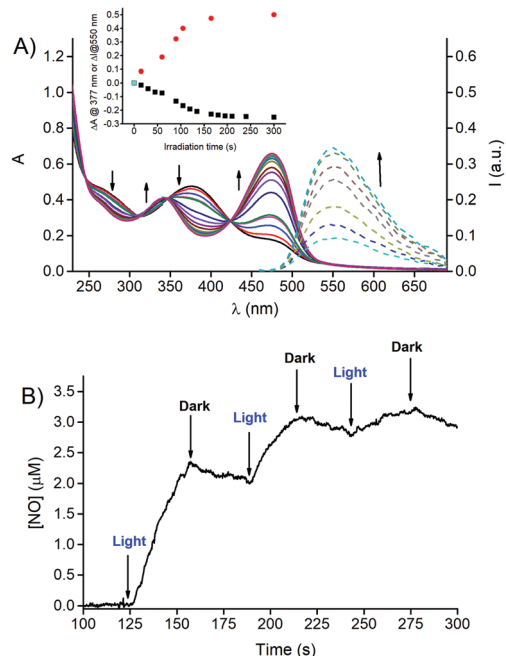 A)
ΔA @ 377 nm or ΔI@550 nm
0.5
0.4
0.3
0.2
0.1
0.0
-0.1
-0.2
-0.3
0 50 100 150 200 250 300
Irradiation time (s)
A
1.2
1.0
0.8
0.6
0.4
0.2
0.0
I (a.u.)
0.6
0.5
0.4
0.3
0.2
0.1
0.0
250 300 350 400 450 500 550 600 650
λ (nm)
B)
[NO] (μM)
3.5
3.0
2.5
2.0
1.5
1.0
0.5
0.0
Light
Dark
Light
Dark
Light
Dark
100 125 150 175 200 225 250 275 300
Time (s)